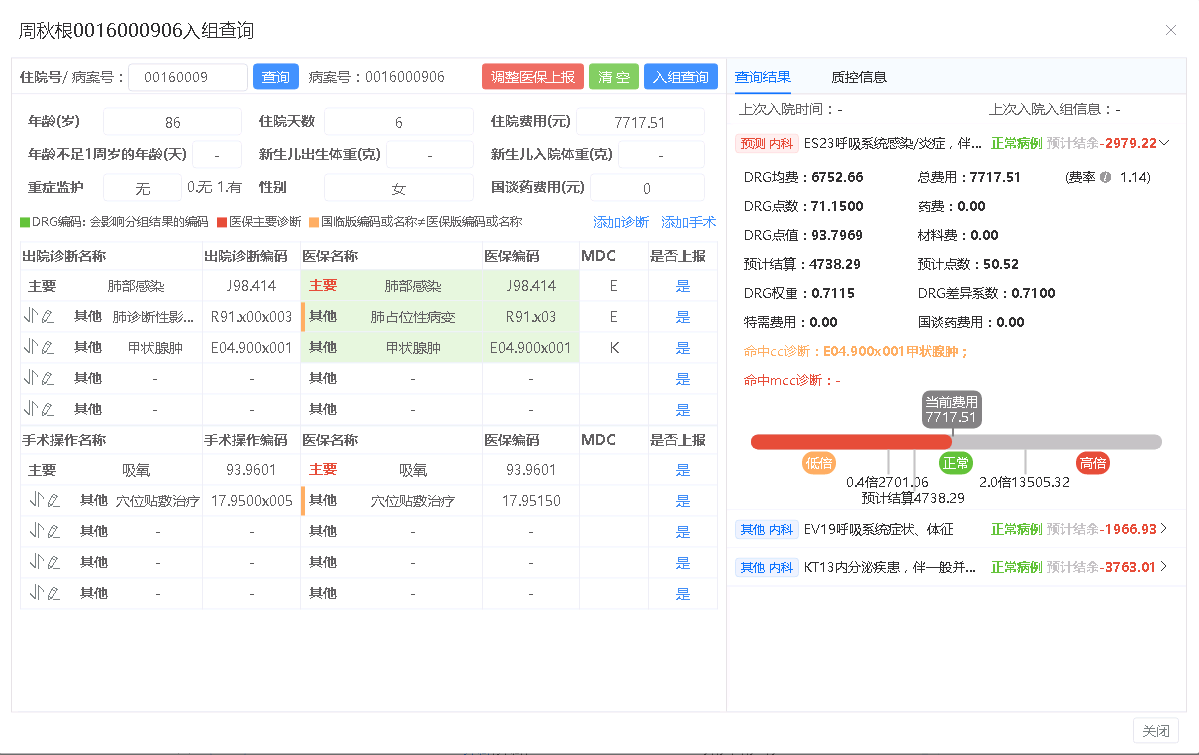 周秋根0016000906入组查询
住院号/ 病案号： 00160009 查询 病案号：0016000906 调整医保上报 清 空 入组查询
年龄(岁) 86 住院天数 6 住院费用(元) 7717.51
年龄不足1周岁的年龄(天) - 新生儿出生体重(克) - 新生儿入院体重(克) -
重症监护 无 0.无 1.有 性别 女 国谈药费用(元) 0
DRG编码: 会影响分组结果的编码 医保主要诊断 国临版编码或名称≠医保版编码或名称 添加诊断 添加手术
出院诊断名称 出院诊断编码 医保名称 医保编码 MDC 是否上报
主要 肺部感染 J98.414 主要 肺部感染 J98.414 E 是
其他 肺诊断性影... R91.x00x003 其他 肺占位性病变 R91.x03 E 是
其他 甲状腺肿 E04.900x001 其他 甲状腺肿 E04.900x001 K 是
其他 - - 其他 - - 是
其他 - - 其他 - - 是
手术操作名称 手术操作编码 医保名称 医保编码 MDC 是否上报
主要 吸氧 93.9601 主要 吸氧 93.9601 是
其他 穴位贴敷治疗 17.9500x005 其他 穴位贴敷治疗 17.95150 是
其他 - - 其他 - - 是
其他 - - 其他 - - 是
其他 - - 其他 - - 是
查询结果 质控信息
上次入院时间：- 上次入院入组信息：-
预测 内科 ES23呼吸系统感染/炎症，伴... 正常病例 预计结余-2979.22
DRG均费：6752.66 总费用：7717.51 (费率 1.14)
DRG点数：71.1500 药费：0.00
DRG点值：93.7969 材料费：0.00
预计结算：4738.29 预计点数：50.52
DRG权重：0.7115 DRG差异系数：0.7100
特需费用：0.00 国谈药费用：0.00
命中cc诊断：E04.900x001甲状腺肿；
命中mcc诊断：-
当前费用
7717.51
低倍 正常 高倍
0.4倍2701.06 2.0倍13505.32
预计结算4738.29
其他 内科 EV19呼吸系统症状、体征 正常病例 预计结余-1966.93
其他 内科 KT13内分泌疾患，伴一般并... 正常病例 预计结余-3763.01
关闭